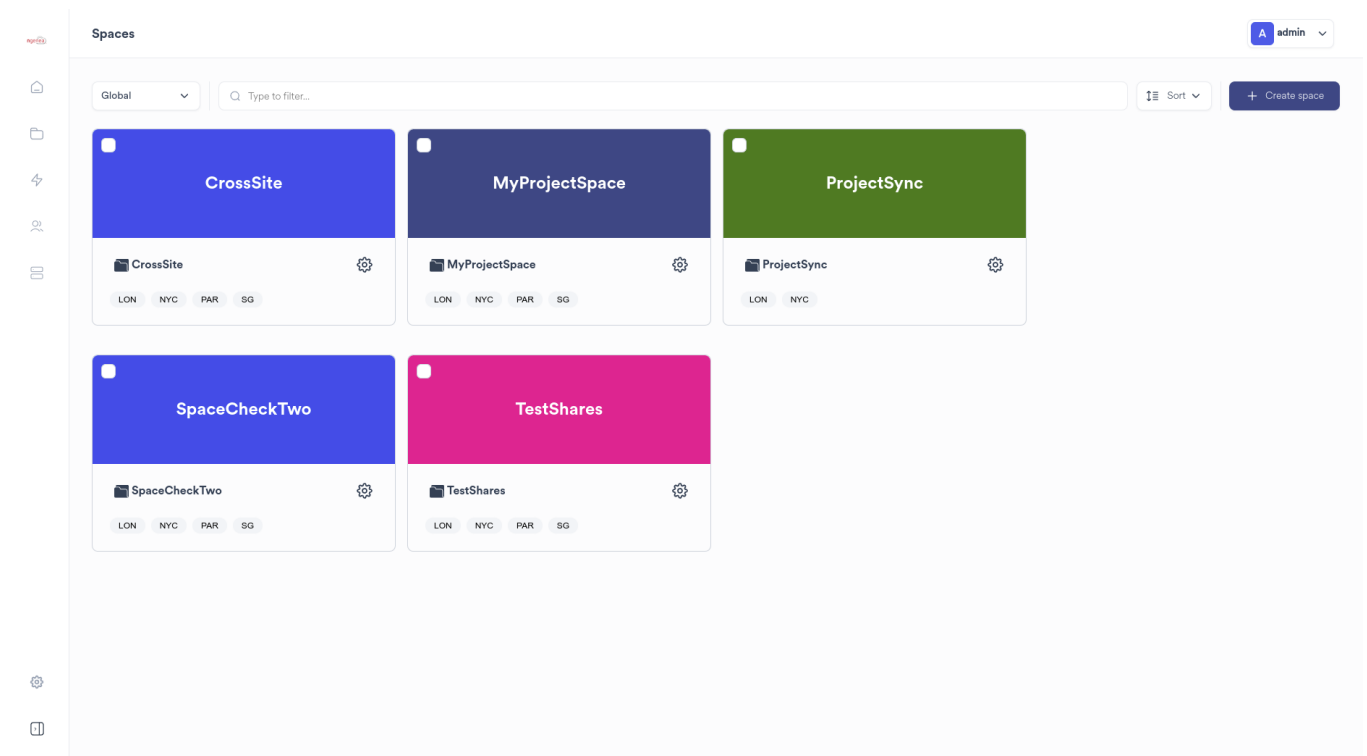 Spaces
A admin
Global
Type to filter...
Sort
Create space
CrossSite
MyProjectSpace
ProjectSync
CrossSite
MyProjectSpace
ProjectSync
LON NYC PAR SG
LON NYC PAR SG
LON NYC
SpaceCheckTwo
TestShares
SpaceCheckTwo
TestShares
LON NYC PAR SG
LON NYC PAR SG